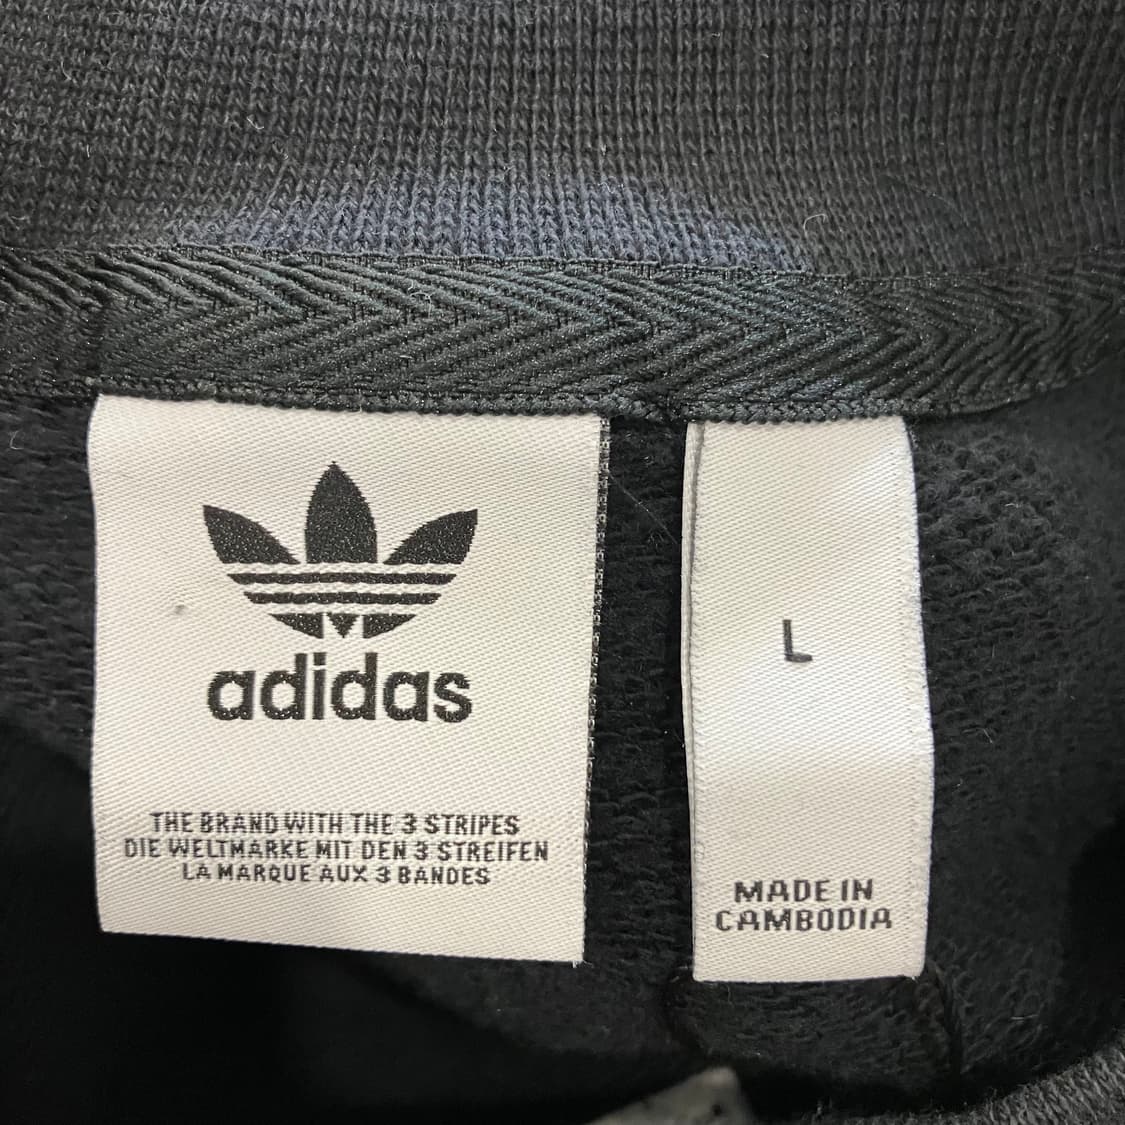 adidas
THE BRAND WITH THE 3 STRIPES
DIE WELTMARKE MIT DEN 3 STREIFEN
LA MARQUE AUX 3 BANDES
L
MADE IN
CAMBODIA